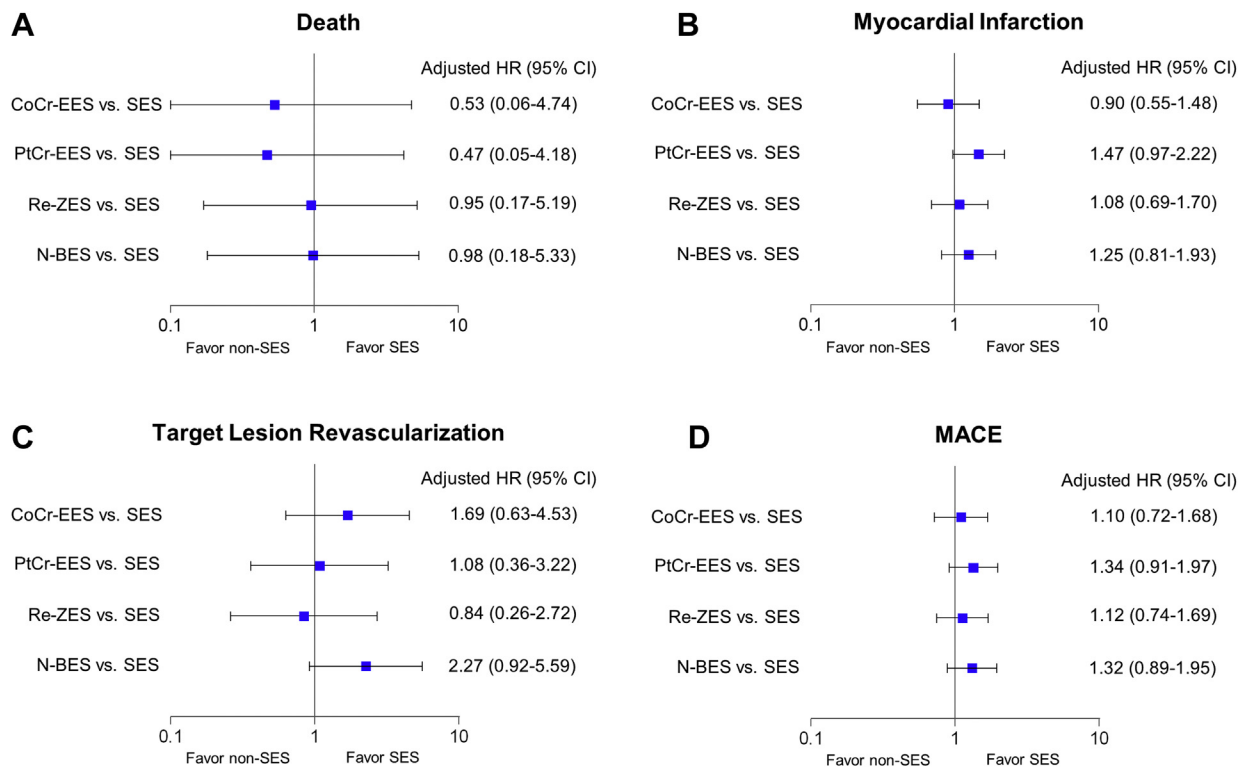 A Death
Adjusted HR (95% CI)
CoCr-EES vs. SES 0.53 (0.06-4.74)
PtCr-EES vs. SES 0.47 (0.05-4.18)
Re-ZES vs. SES 0.95 (0.17-5.19)
N-BES vs. SES 0.98 (0.18-5.33)
0.1 1 10
Favor non-SES Favor SES
B Myocardial Infarction
Adjusted HR (95% CI)
CoCr-EES vs. SES 0.90 (0.55-1.48)
PtCr-EES vs. SES 1.47 (0.97-2.22)
Re-ZES vs. SES 1.08 (0.69-1.70)
N-BES vs. SES 1.25 (0.81-1.93)
0.1 1 10
Favor non-SES Favor SES
C Target Lesion Revascularization
Adjusted HR (95% CI)
CoCr-EES vs. SES 1.69 (0.63-4.53)
PtCr-EES vs. SES 1.08 (0.36-3.22)
Re-ZES vs. SES 0.84 (0.26-2.72)
N-BES vs. SES 2.27 (0.92-5.59)
0.1 1 10
Favor non-SES Favor SES
D MACE
Adjusted HR (95% CI)
CoCr-EES vs. SES 1.10 (0.72-1.68)
PtCr-EES vs. SES 1.34 (0.91-1.97)
Re-ZES vs. SES 1.12 (0.74-1.69)
N-BES vs. SES 1.32 (0.89-1.95)
0.1 1 10
Favor non-SES Favor SES